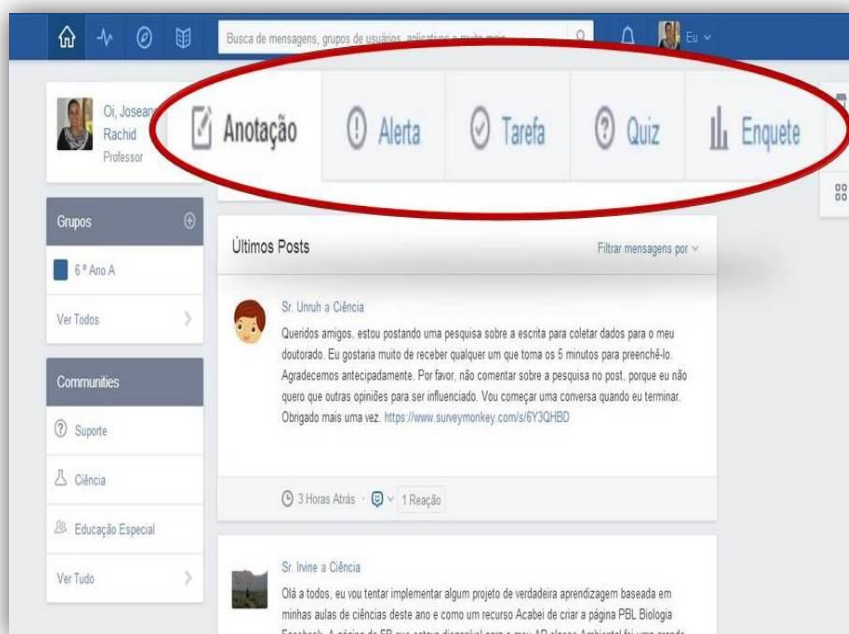 Busca de mensagens, grupos de usuários, aplicativos e muito mais
Eu
Oi, Joseane
Rachid
Professor
Anotação
Alerta
Tarefa
Quiz
Enquete
Grupos
6 º Ano A
Ver Todos
Communities
Suporte
Ciência
Educação Especial
Ver Tudo
Últimos Posts
Filtrar mensagens por
Sr. Unruh a Ciência
Queridos amigos, estou postando uma pesquisa sobre a escrita para coletar dados para o meu
doutorado. Eu gostaria muito de receber qualquer um que toma os 5 minutos para preenchê-lo.
Agradecemos antecipadamente. Por favor, não comentar sobre a pesquisa no post, porque eu não
quero que outras opiniões para ser influenciado. Vou começar uma conversa quando eu terminar.
Obrigado mais uma vez. https://www.surveymonkey.com/s/6Y3QHBD
3 Horas Atrás
1 Reação
Sr. Irvine a Ciência
Olá a todos, eu vou tentar implementar algum projeto de verdadeira aprendizagem baseada em
minhas aulas de ciências deste ano e como um recurso Acabei de criar a página PBL Biologia